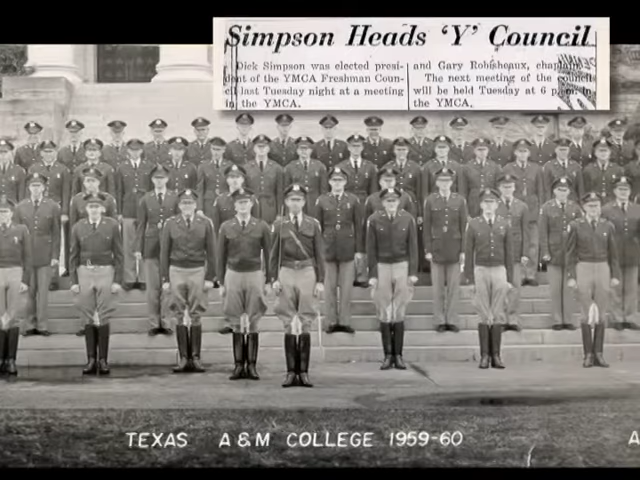 Simpson Heads 'Y' Council
Dick Simpson was elected presi-
dent of the YMCA Freshman Coun-
cil last Tuesday night at a meeting
in the YMCA.
and Gary Robisheaux,
The next meeting of the council
will be held Tuesday at 6 p.m. in
the YMCA.
TEXAS A&M COLLEGE 1959-60
A